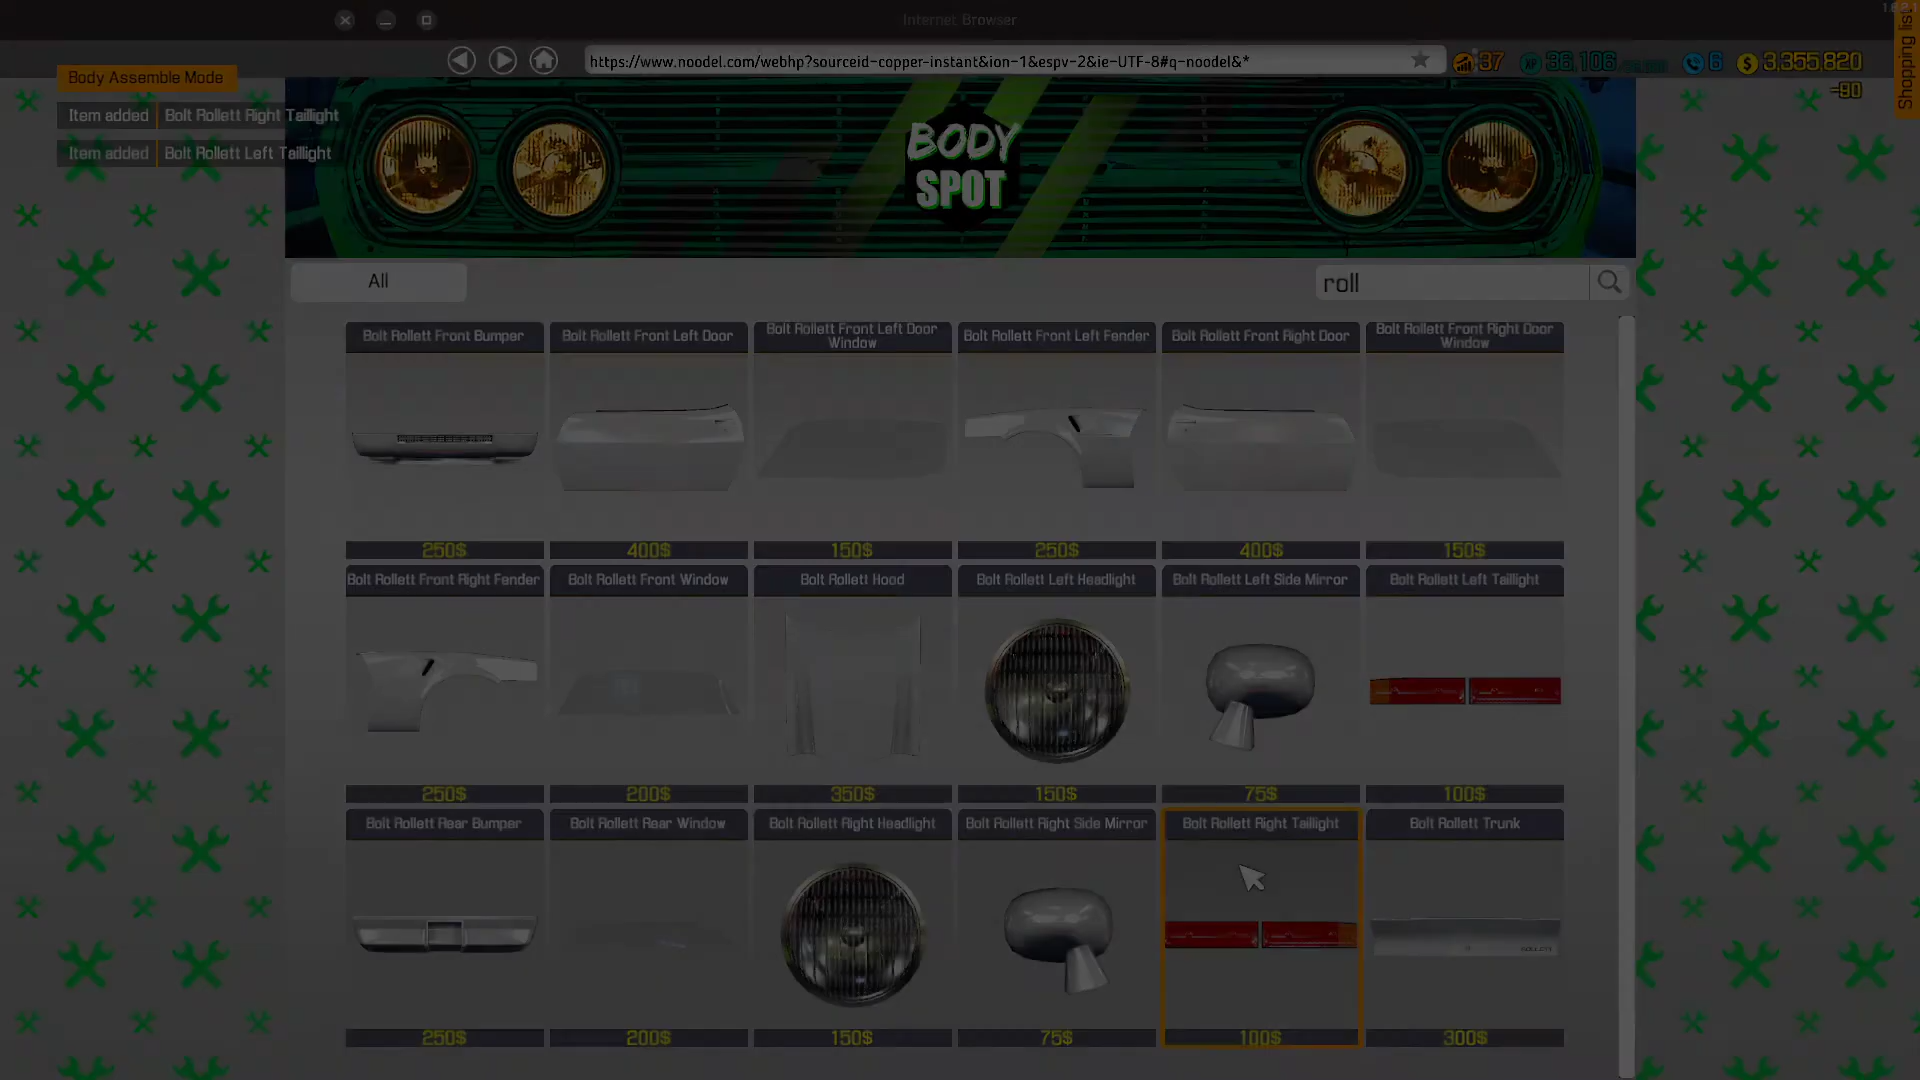 Internet Browser
1.6.2.1
https://www.noodel.com/webhp?sourceid-copper-instant&ion-1&espv-2&ie-UTF-8#q-noodel&*
37
36,106
6
3,355,820
-90
Shopping list
Body Assemble Mode
Item added Bolt Rollett Right Taillight
Item added Bolt Rollett Left Taillight
BODY
SPOT
All
roll
Bolt Rollett Front Bumper
Bolt Rollett Front Left Door
Bolt Rollett Front Left Door
Window
Bolt Rollett Front Left Fender
Bolt Rollett Front Right Door
Bolt Rollett Front Right Door
Window
250$
400$
150$
250$
400$
150$
Bolt Rollett Front Right Fender
Bolt Rollett Front Window
Bolt Rollett Hood
Bolt Rollett Left Headlight
Bolt Rollett Left Side Mirror
Bolt Rollett Left Taillight
250$
200$
350$
150$
75$
100$
Bolt Rollett Rear Bumper
Bolt Rollett Rear Window
Bolt Rollett Right Headlight
Bolt Rollett Right Side Mirror
Bolt Rollett Right Taillight
Bolt Rollett Trunk
250$
200$
150$
75$
100$
300$